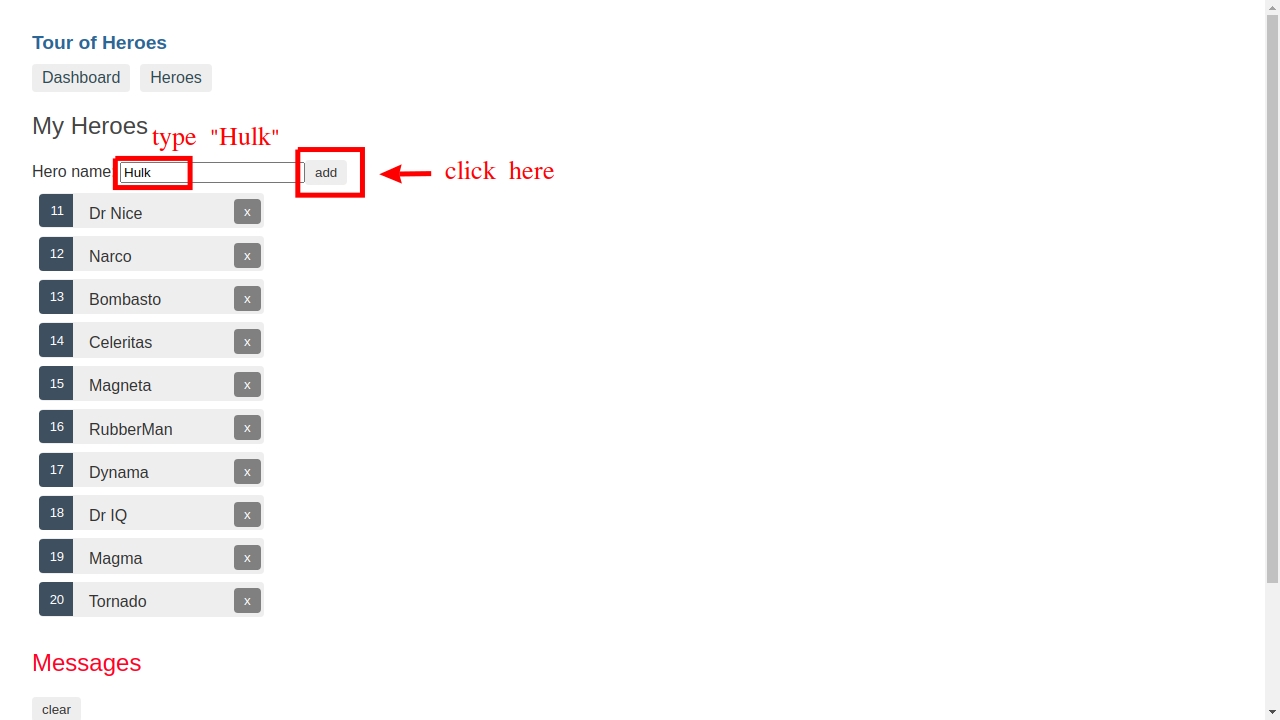 Tour of Heroes
Dashboard Heroes
My Heroes
type "Hulk"
Hero name: Hulk add click here
11 Dr Nice x
12 Narco x
13 Bombasto x
14 Celeritas x
15 Magneta x
16 RubberMan x
17 Dynama x
18 Dr IQ x
19 Magma x
20 Tornado x
Messages
clear